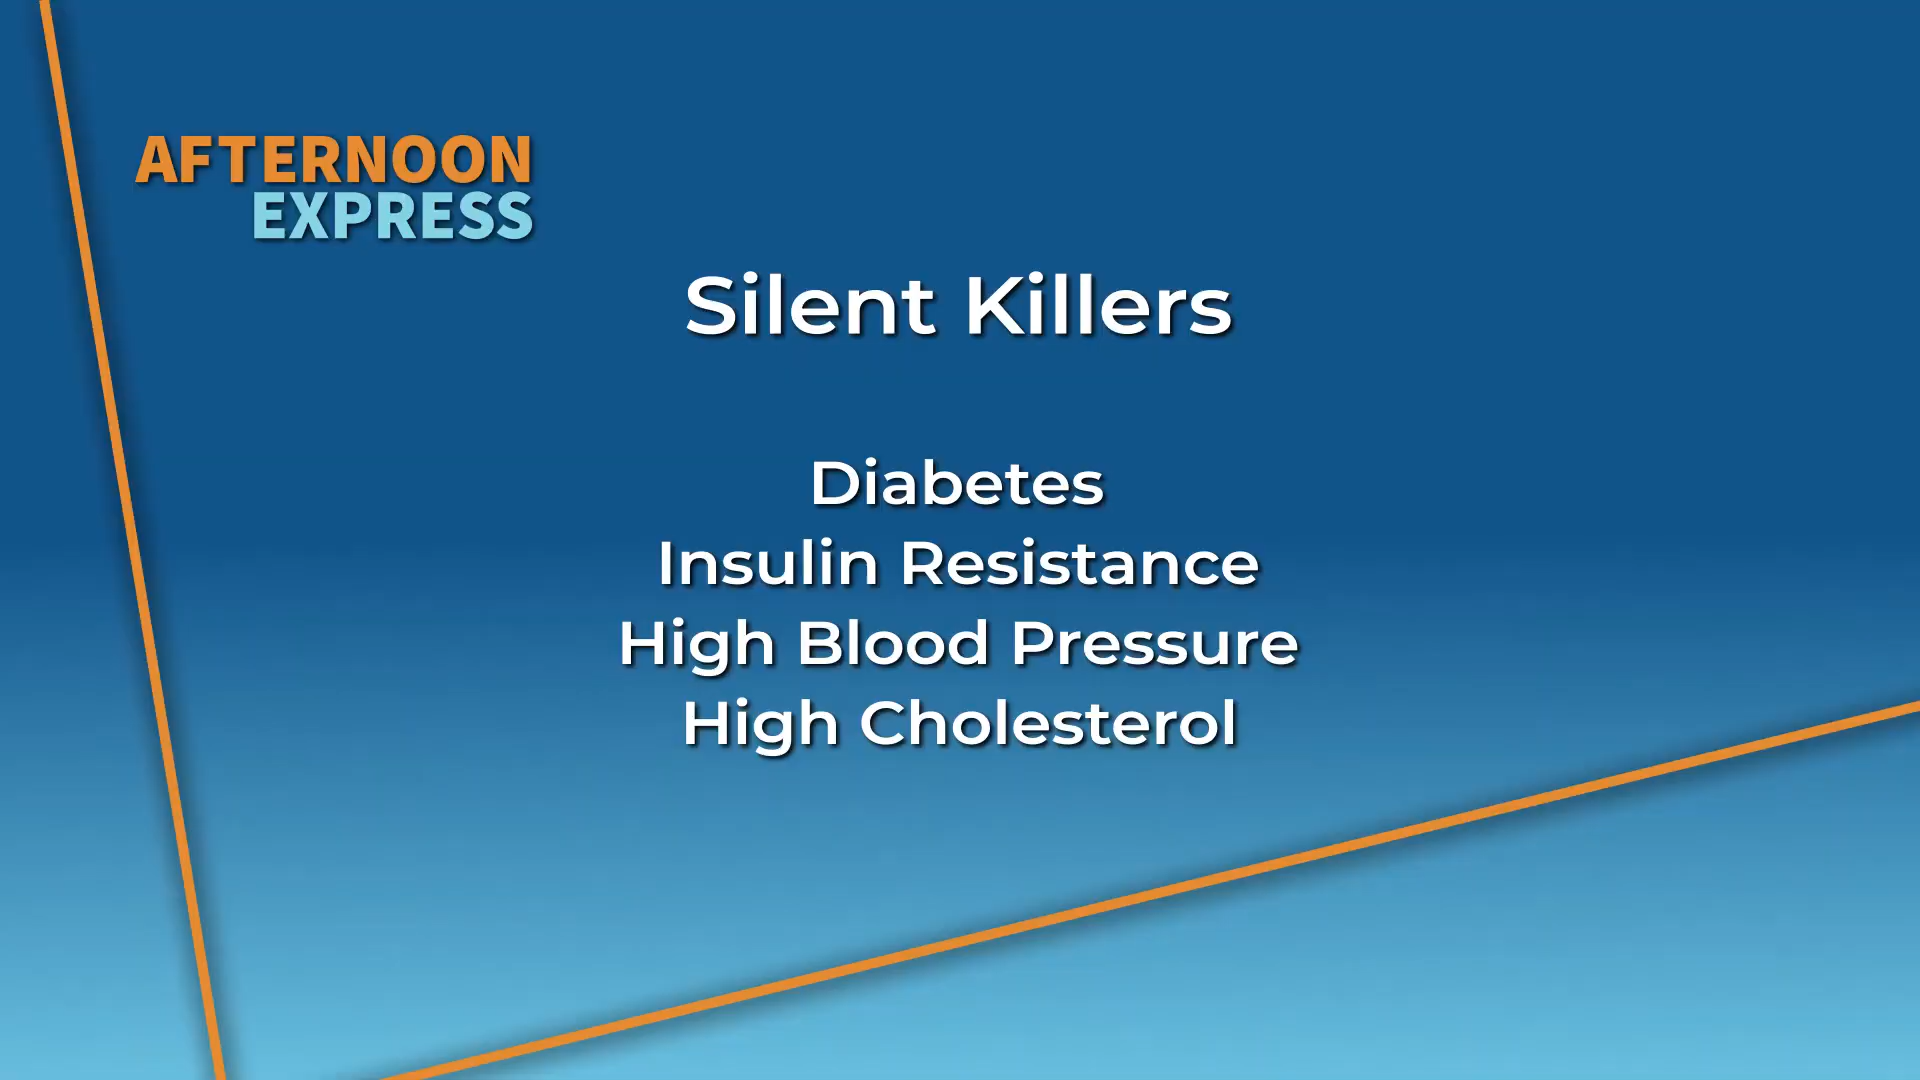 AFTERNOON
EXPRESS
Silent Killers
Diabetes
Insulin Resistance
High Blood Pressure
High Cholesterol